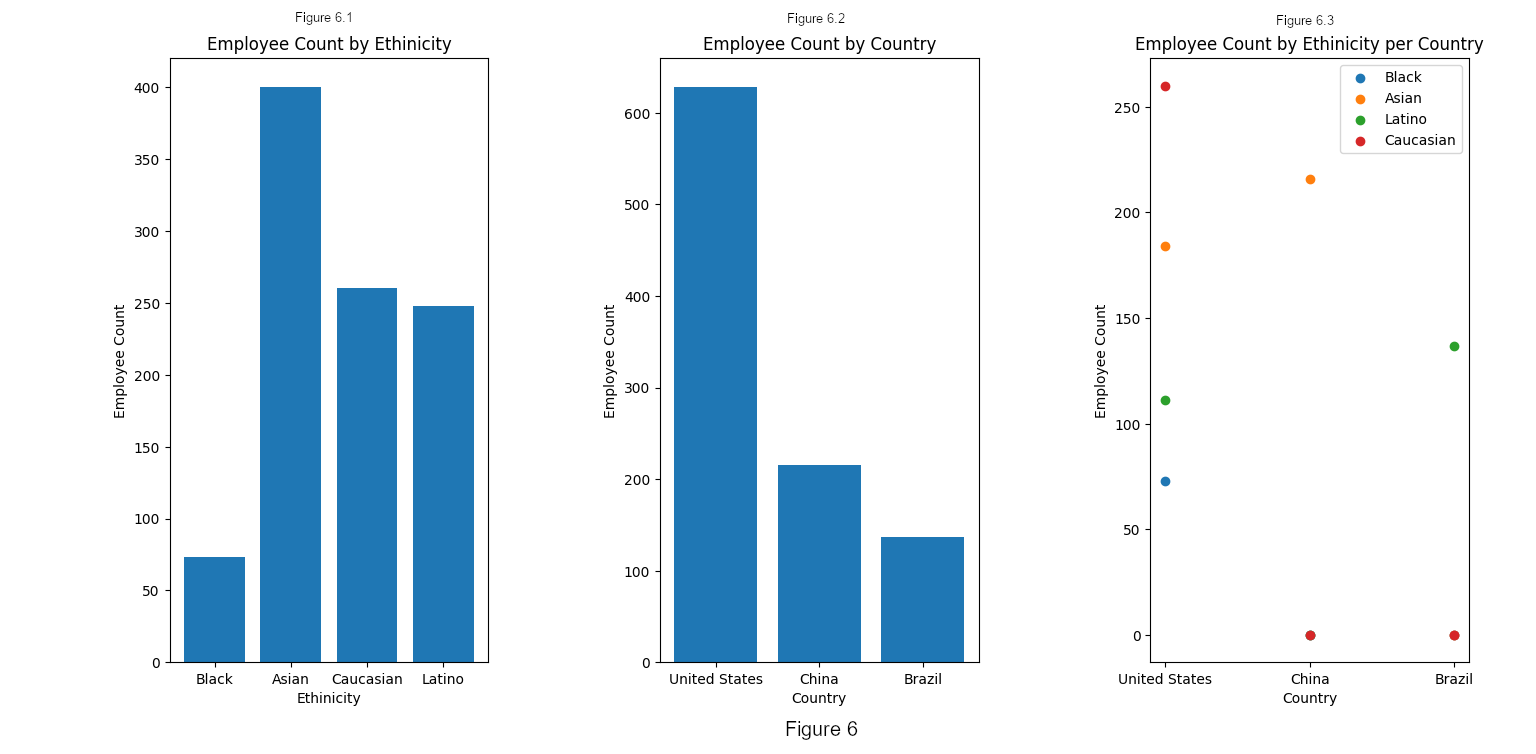 Figure 6.1
Employee Count by Ethinicity
400
350
300
250
200
150
100
50
0
Employee Count
Black Asian Caucasian Latino
Ethinicity
Figure 6.2
Employee Count by Country
600
500
400
300
200
100
0
Employee Count
United States China Brazil
Country
Figure 6.3
Employee Count by Ethinicity per Country
Black
Asian
Latino
Caucasian
250
200
150
100
50
0
Employee Count
United States China Brazil
Country
Figure 6